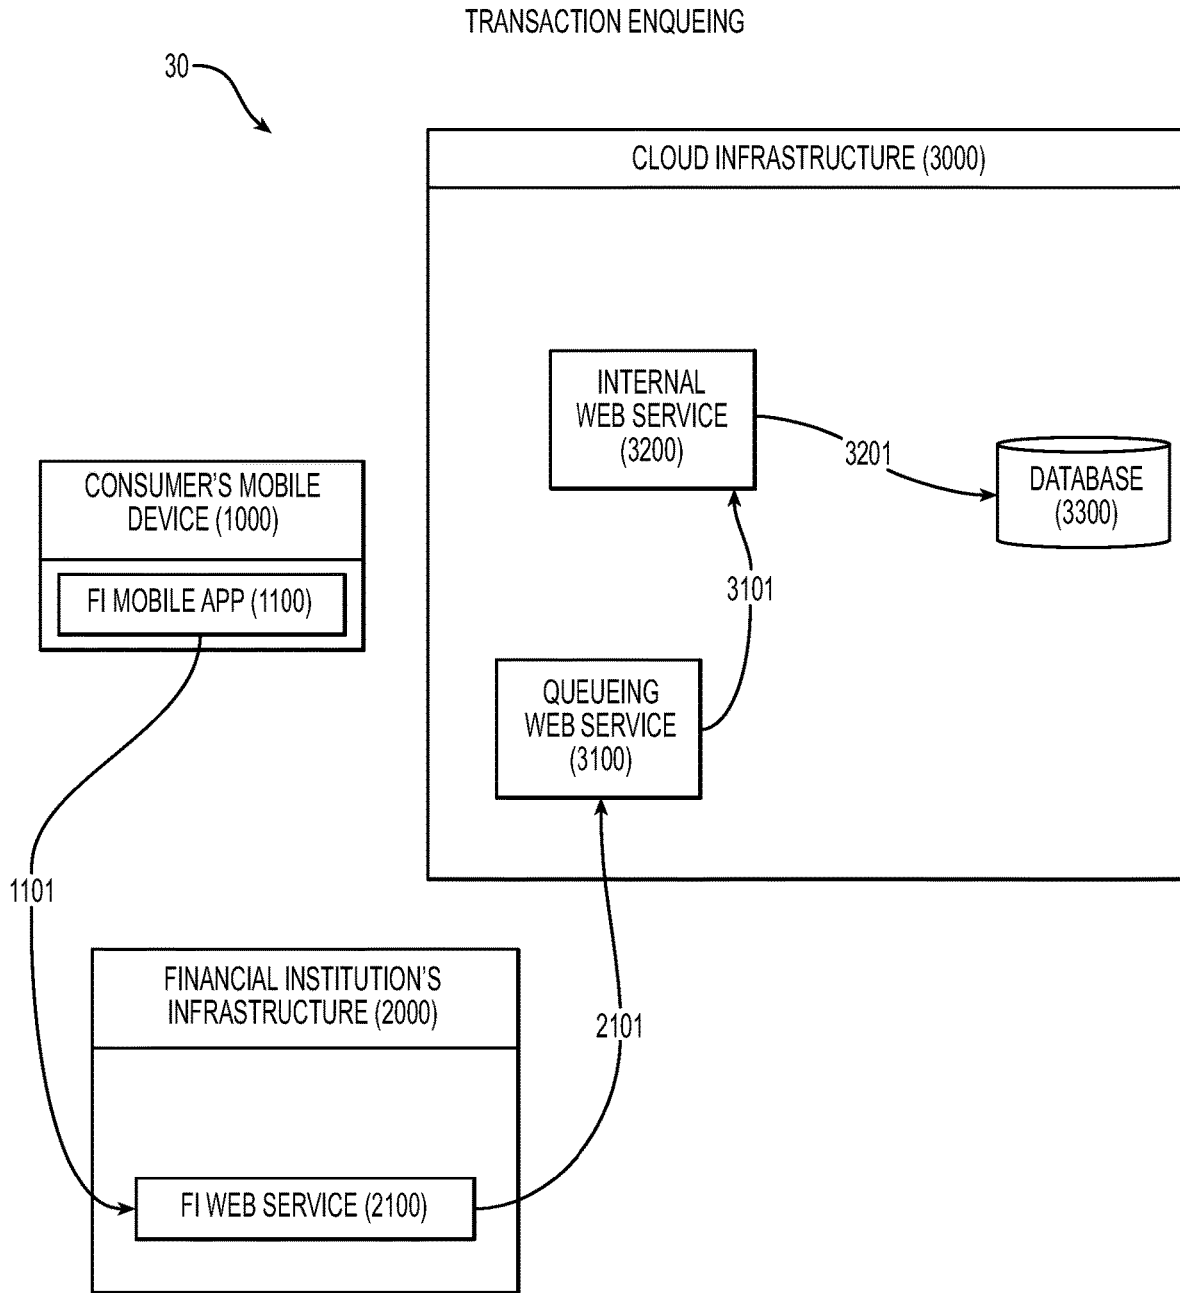 TRANSACTION ENQUEING
30
CLOUD INFRASTRUCTURE (3000)
INTERNAL
WEB SERVICE
(3200)
3201
DATABASE
(3300)
CONSUMER'S MOBILE
DEVICE (1000)
FI MOBILE APP (1100)
3101
QUEUEING
WEB SERVICE
(3100)
1101
FINANCIAL INSTITUTION'S
INFRASTRUCTURE (2000)
2101
FI WEB SERVICE (2100)